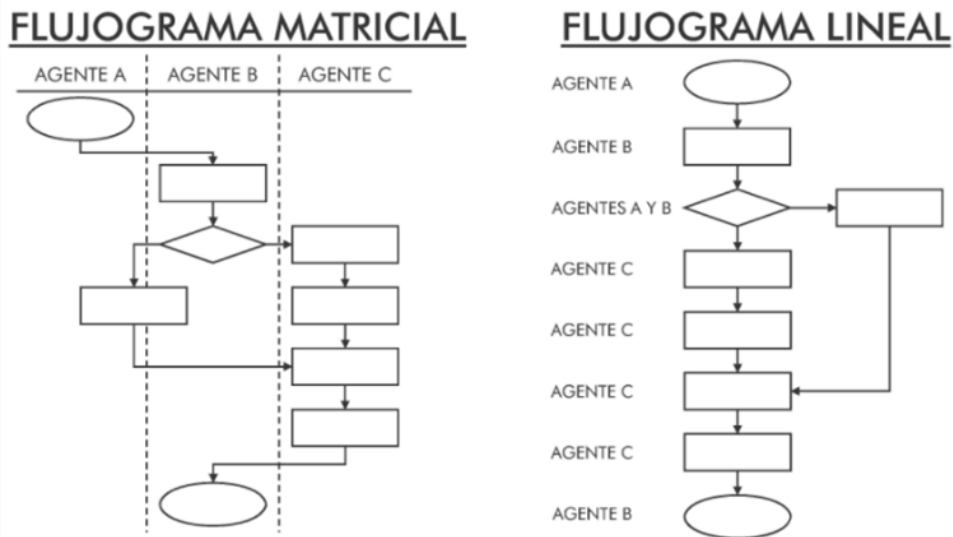 FLUJOGRAMA MATRICIAL
AGENTE A
AGENTE B
AGENTE C
FLUJOGRAMA LINEAL
AGENTE A
AGENTE B
AGENTES A Y B
AGENTE C
AGENTE C
AGENTE C
AGENTE C
AGENTE B